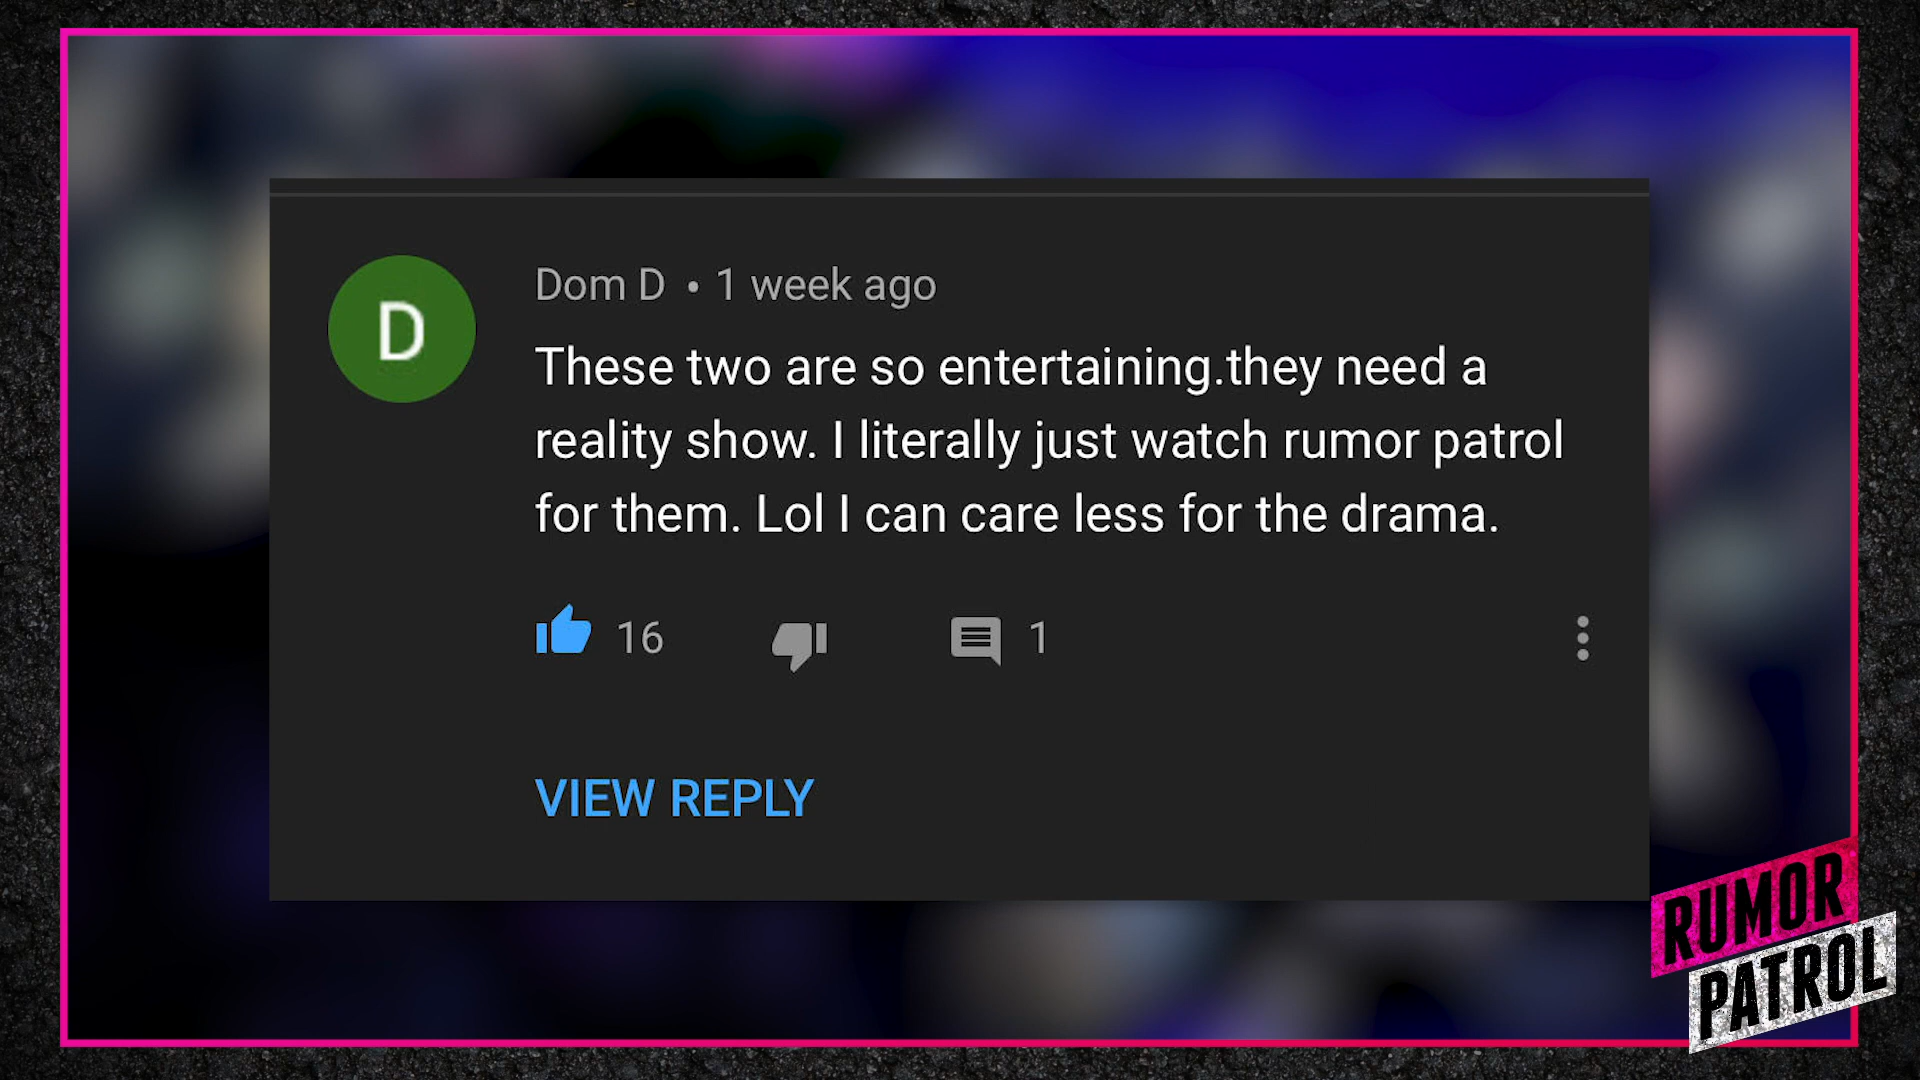 D
Dom D • 1 week ago
These two are so entertaining.they need a
reality show. I literally just watch rumor patrol
for them. Lol I can care less for the drama.
16
1
VIEW REPLY
RUMOR
PATROL